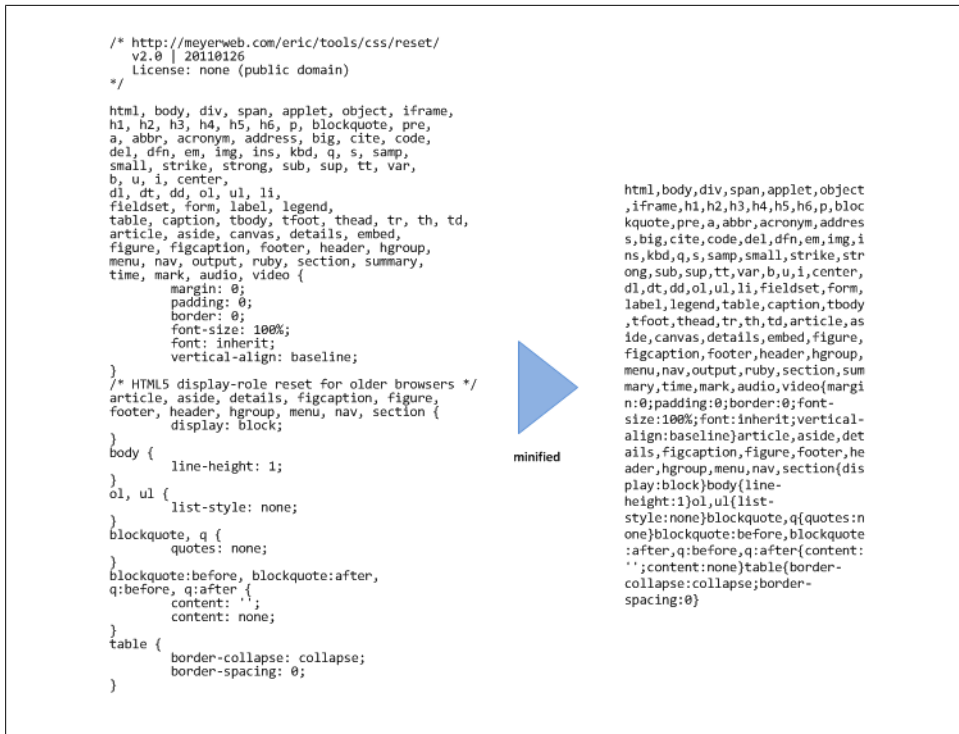 /* http://meyerweb.com/eric/tools/css/reset/
   v2.0 | 20110126
   License: none (public domain)
*/

html, body, div, span, applet, object, iframe,
h1, h2, h3, h4, h5, h6, p, blockquote, pre,
a, abbr, acronym, address, big, cite, code,
del, dfn, em, img, ins, kbd, q, s, samp,
small, strike, strong, sub, sup, tt, var,
b, u, i, center,
dl, dt, dd, ol, ul, li,
fieldset, form, label, legend,
table, caption, tbody, tfoot, thead, tr, th, td,
article, aside, canvas, details, embed,
figure, figcaption, footer, header, hgroup,
menu, nav, output, ruby, section, summary,
time, mark, audio, video {
        margin: 0;
        padding: 0;
        border: 0;
        font-size: 100%;
        font: inherit;
        vertical-align: baseline;
}
/* HTML5 display-role reset for older browsers */
article, aside, details, figcaption, figure,
footer, header, hgroup, menu, nav, section {
        display: block;
}
body {
        line-height: 1;
}
ol, ul {
        list-style: none;
}
blockquote, q {
        quotes: none;
}
blockquote:before, blockquote:after,
q:before, q:after {
        content: '';
        content: none;
}
table {
        border-collapse: collapse;
        border-spacing: 0;
}

minified

html,body,div,span,applet,object
,iframe,h1,h2,h3,h4,h5,h6,p,bloc
kquote,pre,a,abbr,acronym,addres
s,big,cite,code,del,dfn,em,img,i
ns,kbd,q,s,samp,small,strike,str
ong,sub,sup,tt,var,b,u,i,center,
dl,dt,dd,ol,ul,li,fieldset,form,
label,legend,table,caption,tbody
,tfoot,thead,tr,th,td,article,as
ide,canvas,details,embed,figure,
figcaption,footer,header,hgroup,
menu,nav,output,ruby,section,sum
mary,time,mark,audio,video{margi
n:0;padding:0;border:0;font-
size:100%;font:inherit;vertical-
align:baseline}article,aside,det
ails,figcaption,figure,footer,he
ader,hgroup,menu,nav,section{dis
play:block}body{line-
height:1}ol,ul{list-
style:none}blockquote,q{quotes:n
one}blockquote:before,blockquote
:after,q:before,q:after{content:
'';content:none}table{border-
collapse:collapse;border-
spacing:0}